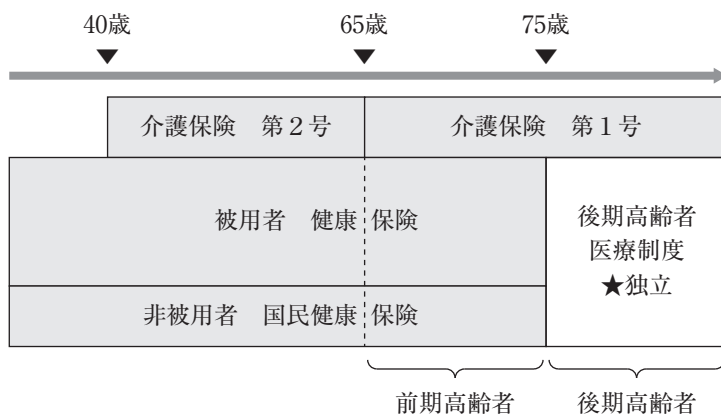 40歳 65歳 75歳
▼ ▼ ▼
介護保険 第２号 介護保険 第１号
被用者 健康保険
後期高齢者
医療制度
★独立
非被用者 国民健康保険
前期高齢者 後期高齢者